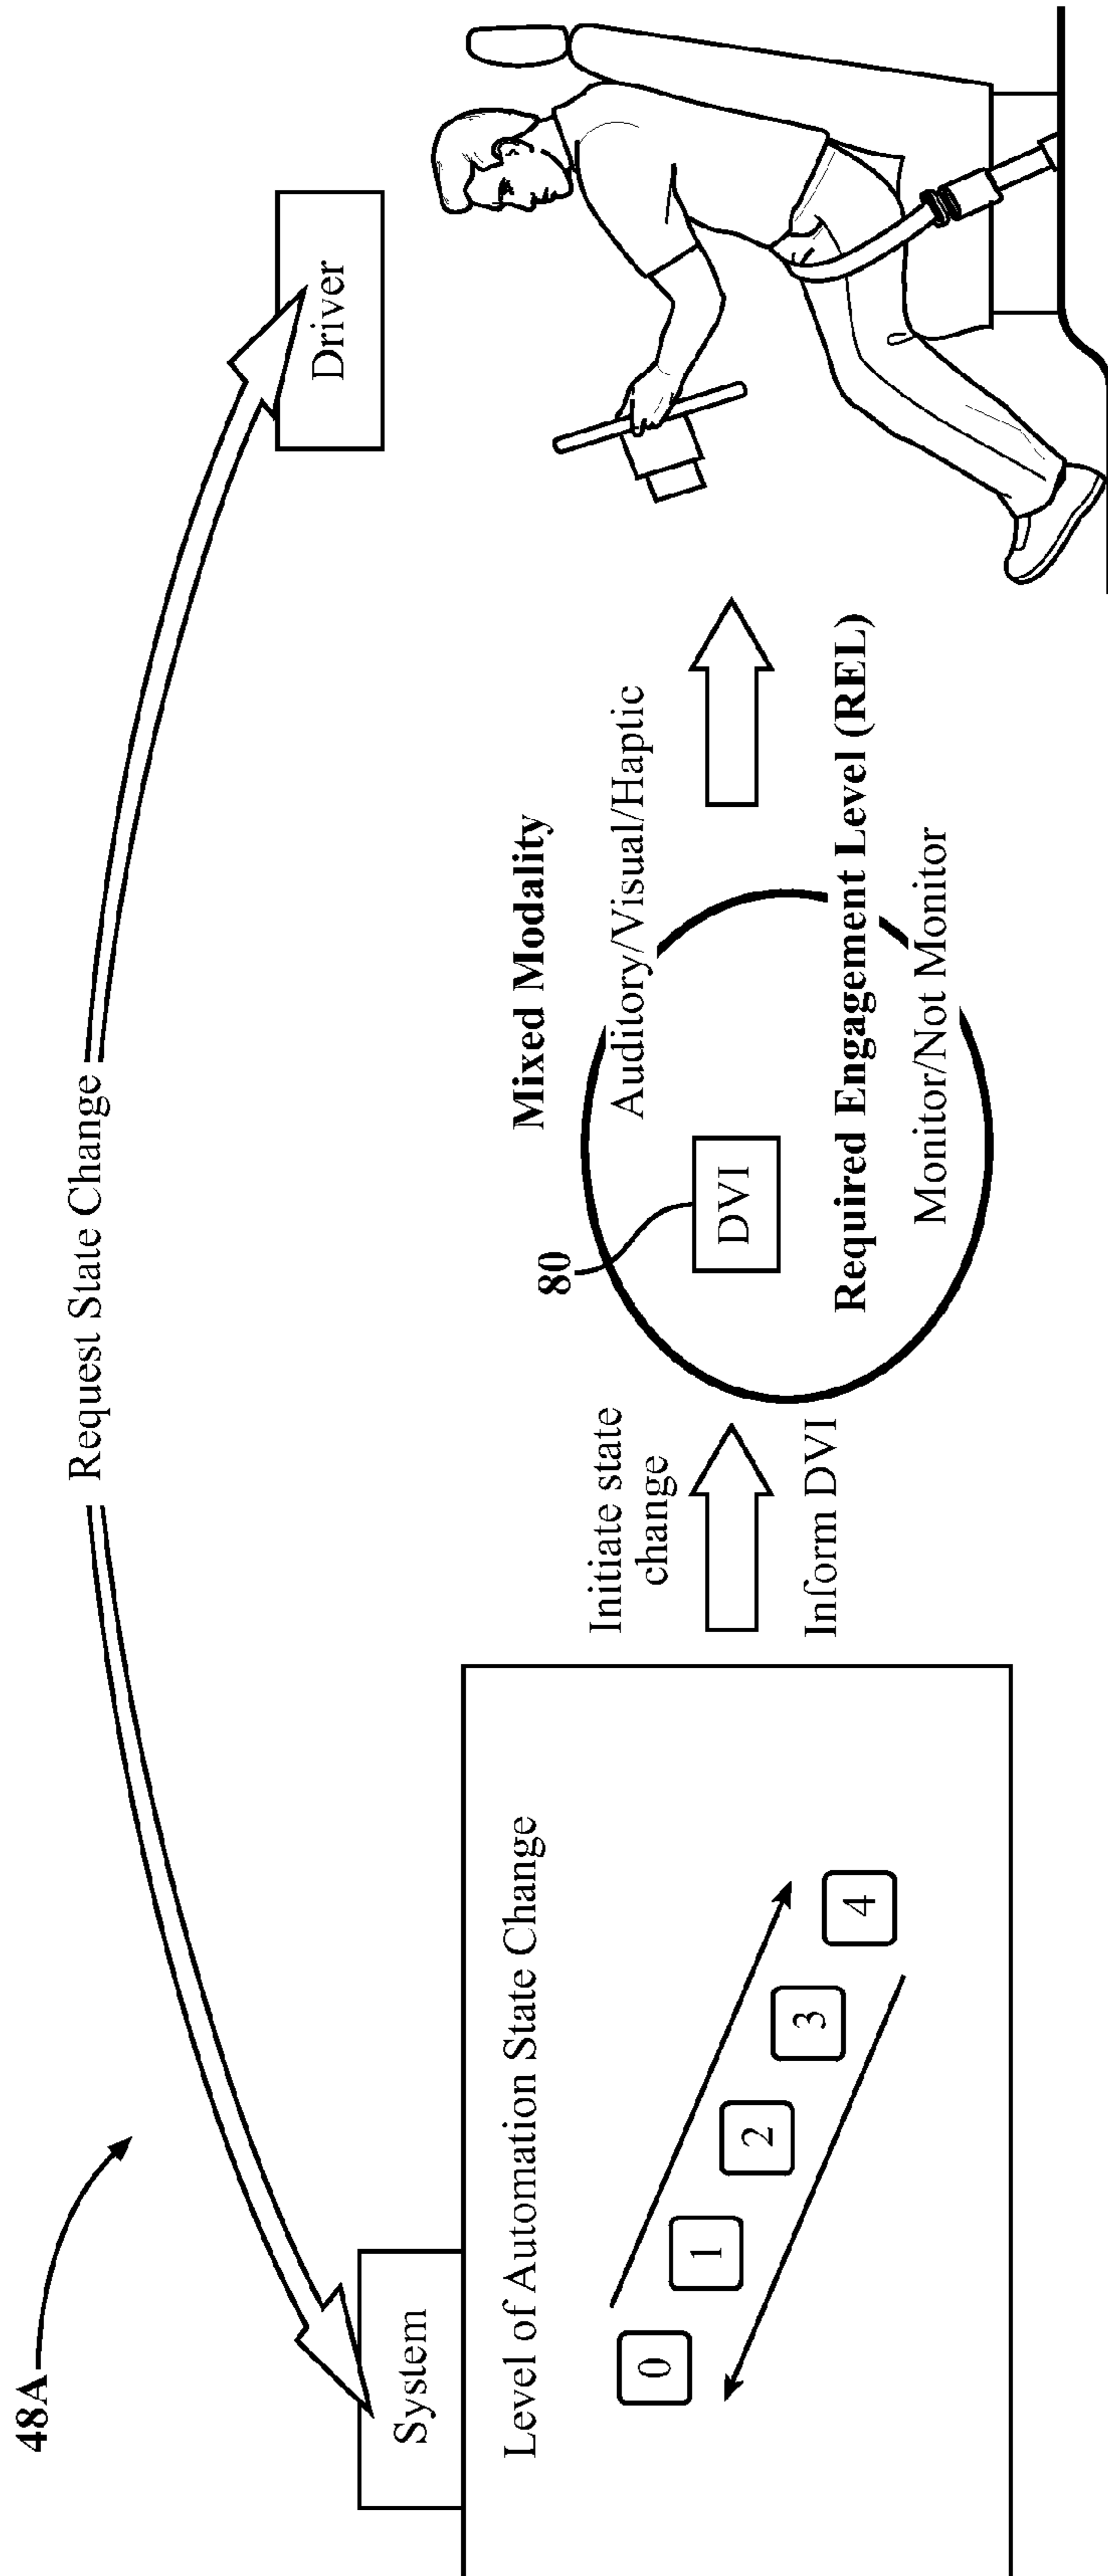 48A
Request State Change
System
Driver
Level of Automation State Change
0
1
2
3
4
Initiate state
change
Inform DVI
80
DVI
Mixed Modality
Auditory/Visual/Haptic
Required Engagement Level (REL)
Monitor/Not Monitor